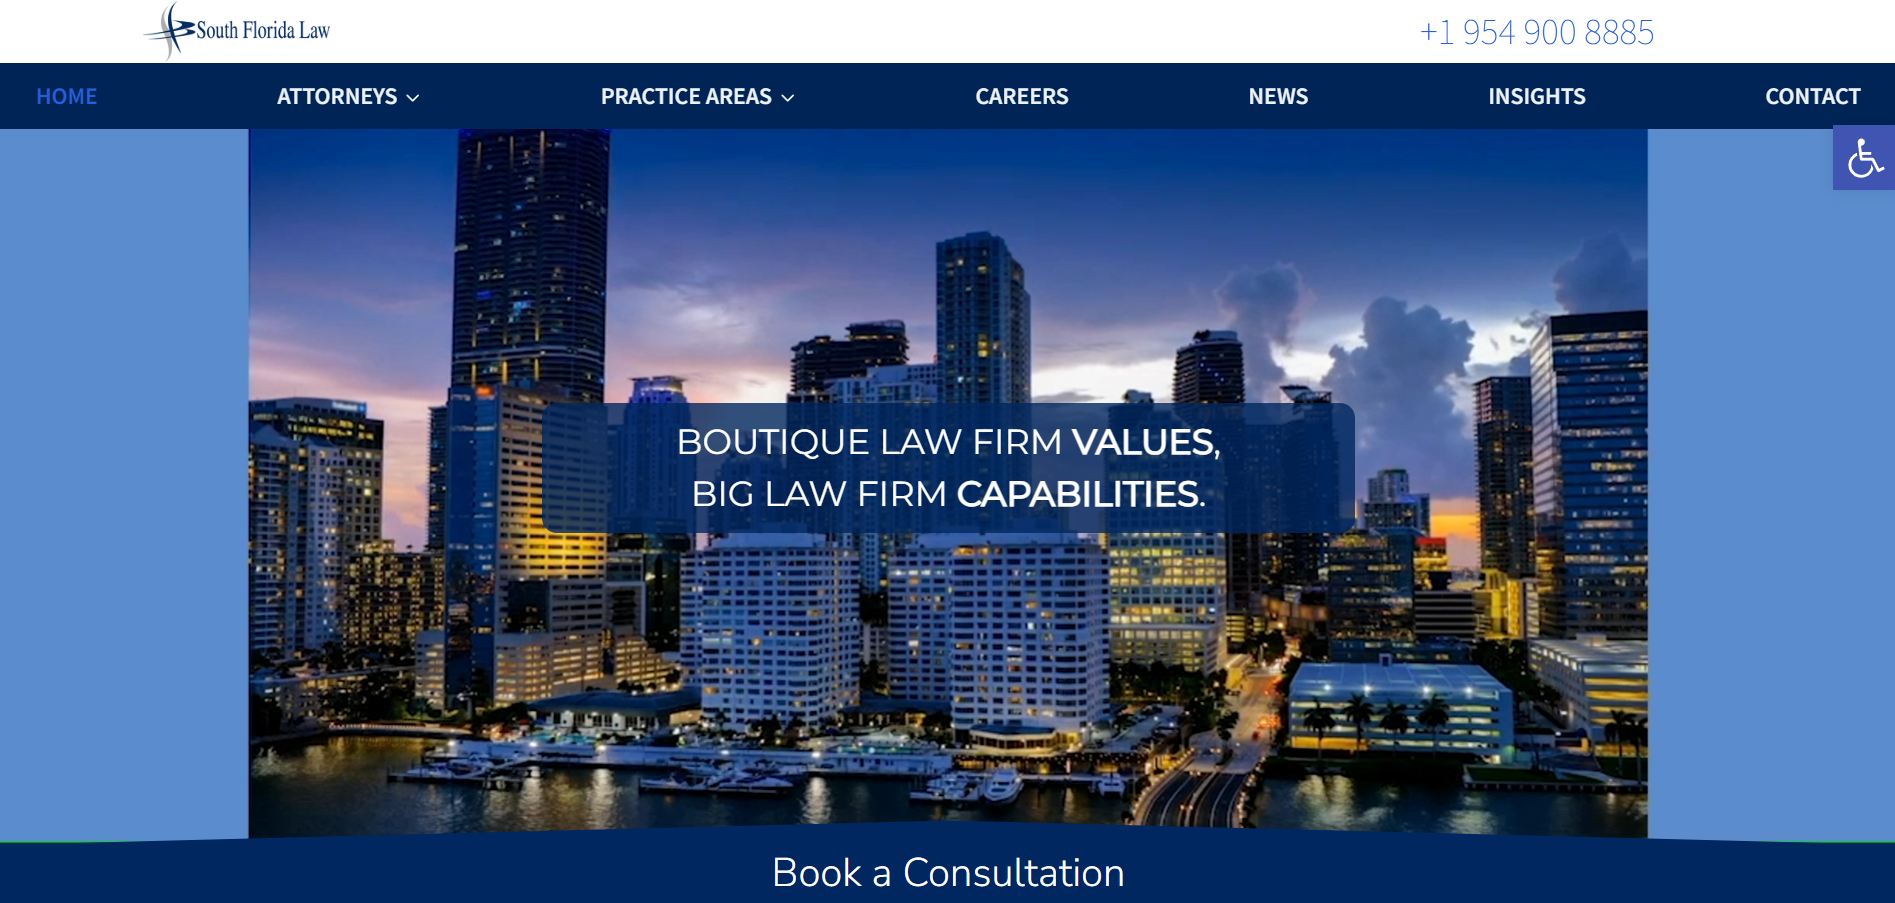 South Florida Law
+1 954 900 8885
HOME
ATTORNEYS
PRACTICE AREAS
CAREERS
NEWS
INSIGHTS
CONTACT
BOUTIQUE LAW FIRM VALUES,
BIG LAW FIRM CAPABILITIES.
Book a Consultation